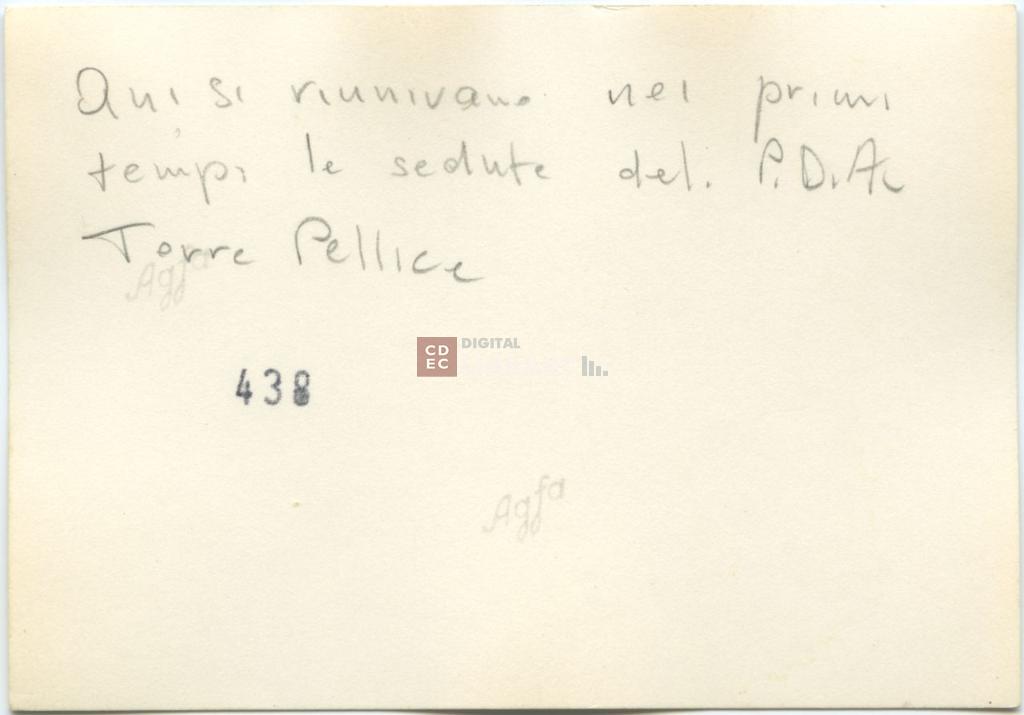 Qui si riunivano nei primi
tempi le sedute del. P.D.A.
Torre Pellice
Agfa
CDEC DIGITAL
438
Agfa